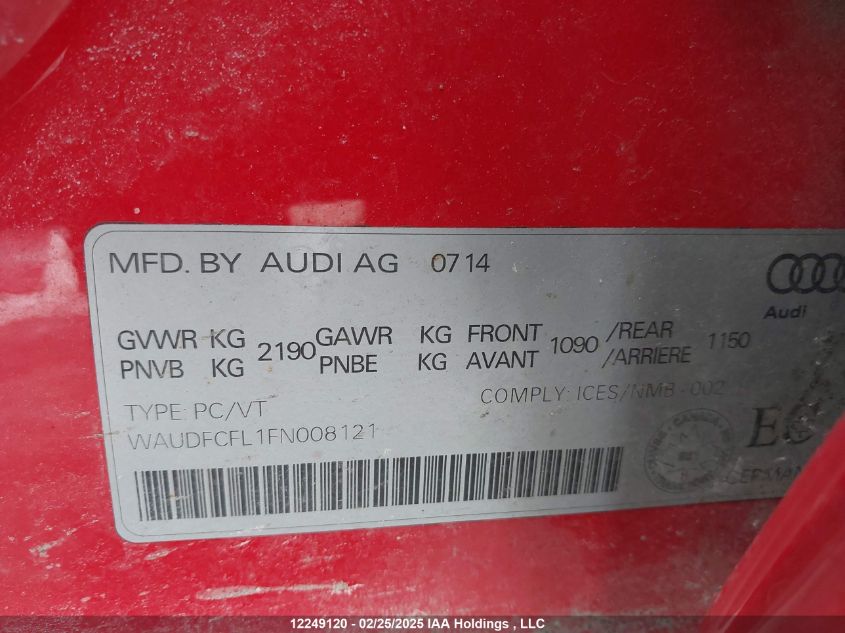 MFD. BY AUDI AG 0714
Audi
GVWR KG 2190 GAWR KG FRONT 1090 /REAR 1150
PNVB KG PNBE KG AVANT /ARRIERE
COMPLY: ICES/NMB-002
TYPE: PC/VT
WAUDFCFL1FN008121
CANADA
12249120 - 02/25/2025 IAA Holdings , LLC